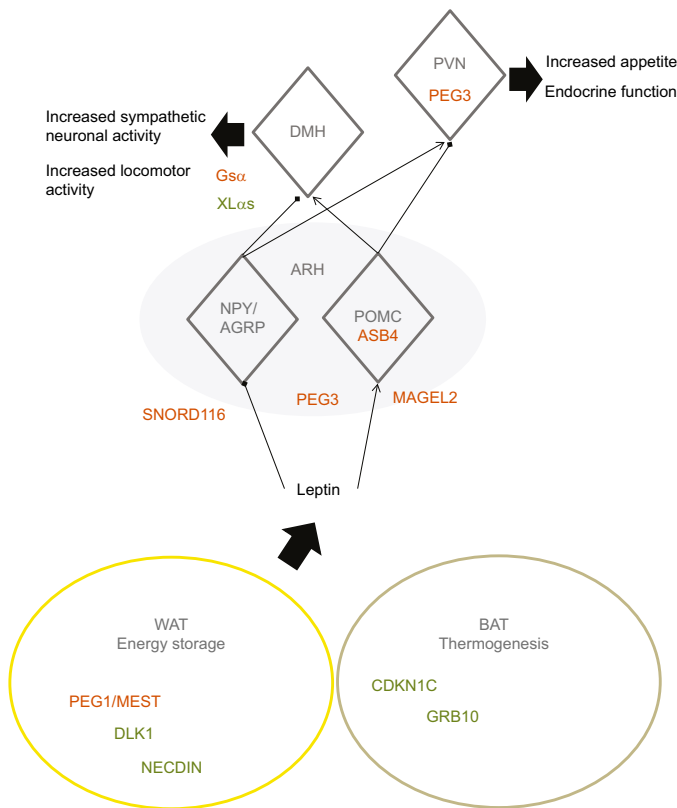 PVN
PEG3
Increased appetite
Endocrine function
Increased sympathetic
neuronal activity
Increased locomotor
activity
DMH
Gsα
XLαs
ARH
NPY/
AGRP
POMC
ASB4
SNORD116
PEG3
MAGEL2
Leptin
WAT
Energy storage
PEG1/MEST
DLK1
NECDIN
BAT
Thermogenesis
CDKN1C
GRB10